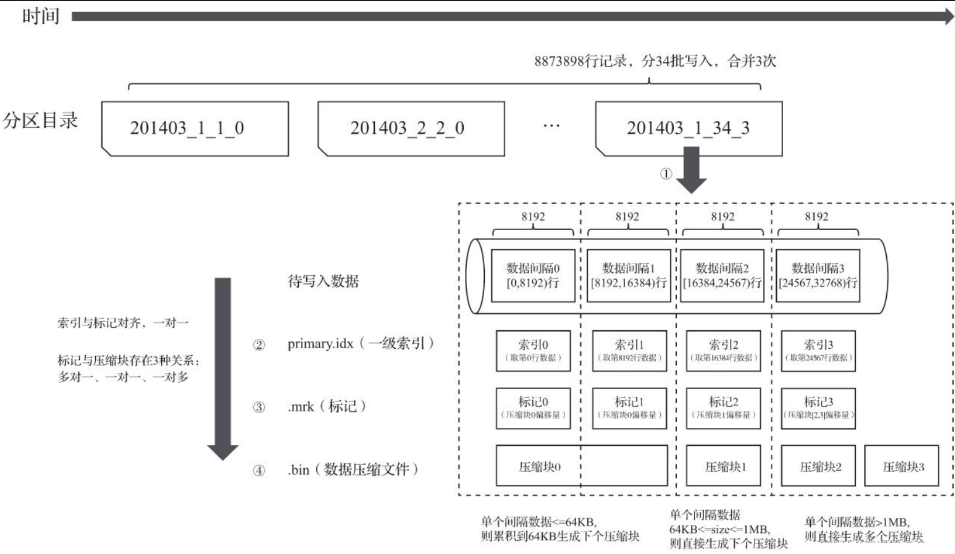 时间
8873898行记录，分34批写入，合并3次
分区目录
201403_1_1_0
201403_2_2_0
...
201403_1_34_3
①
8192
8192
8192
8192
待写入数据
数据间隔0
[0,8192)行
数据间隔1
[8192,16384)行
数据间隔2
[16384,24567)行
数据间隔3
[24567,32768)行
索引与标记对齐，一对一
标记与压缩块存在3种关系：
多对一、一对一、一对多
②
primary.idx（一级索引）
索引0
（取第0行数据）
索引1
（取第8192行数据）
索引2
（取第16384行数据）
索引3
（取第24567行数据）
③
.mrk（标记）
标记0
（压缩块0偏移量）
标记1
（压缩块0偏移量）
标记2
（压缩块1偏移量）
标记3
（压缩块[2,3]偏移量）
④
.bin（数据压缩文件）
压缩块0
压缩块1
压缩块2
压缩块3
单个间隔数据<=64KB,
则累积到64KB生成下个压缩块
单个间隔数据
64KB<=size<=1MB,
则直接生成下个压缩块
单个间隔数据>1MB,
则直接生成多个压缩块